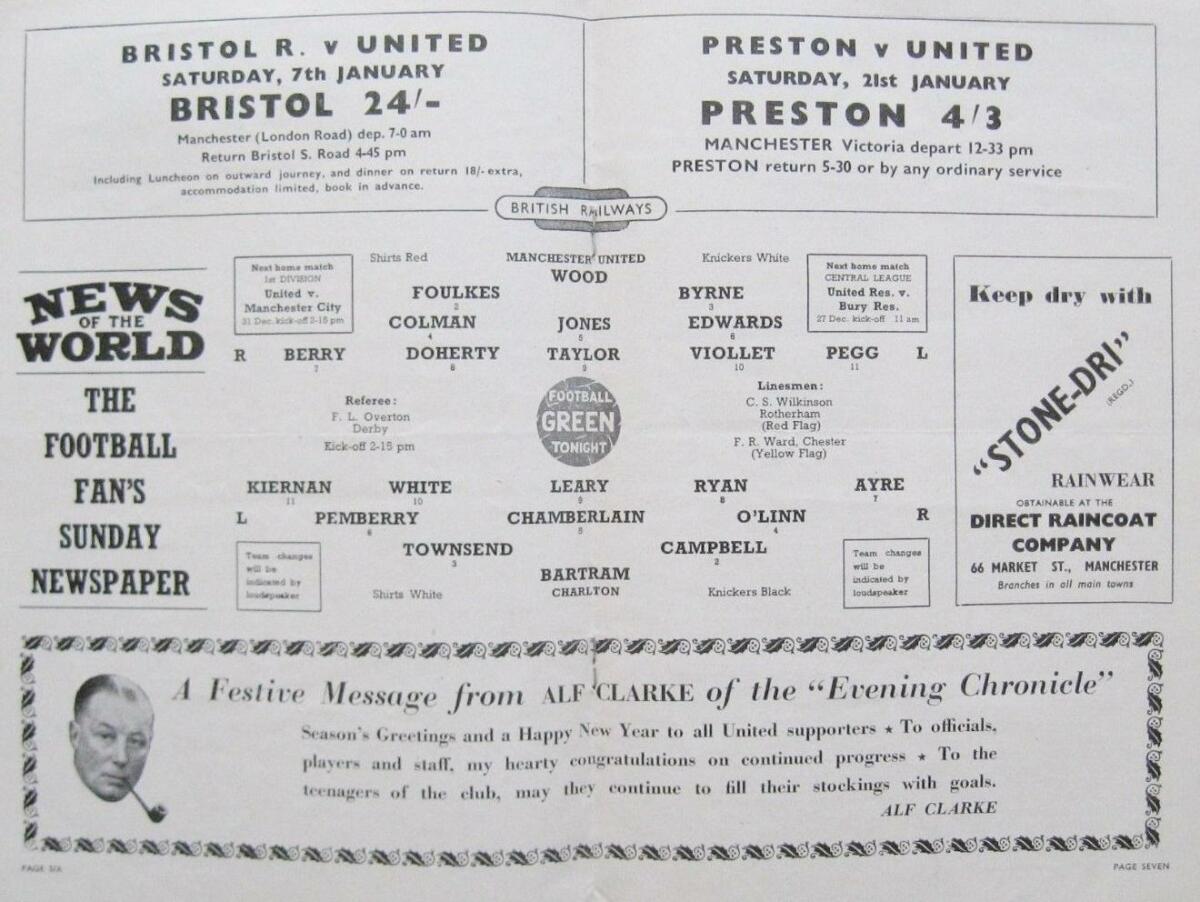 BRISTOL R. v UNITED
SATURDAY, 7th JANUARY
BRISTOL 24/-
Manchester (London Road) dep. 7-0 am
Return Bristol S. Road 4-45 pm
Including Luncheon on outward journey, and dinner on return 18/- extra,
accommodation limited, book in advance.
PRESTON v UNITED
SATURDAY, 21st JANUARY
PRESTON 4/3
MANCHESTER Victoria depart 12-33 pm
PRESTON return 5-30 or by any ordinary service
BRITISH RAILWAYS
NEWS
OF THE
WORLD
THE
FOOTBALL
FAN'S
SUNDAY
NEWSPAPER
Next home match
1st DIVISION
United v.
Manchester City
31 Dec. kick-off 2-15 pm
Shirts Red
MANCHESTER UNITED
Knickers White
WOOD
Next home match
CENTRAL LEAGUE
United Res. v.
Bury Res.
27 Dec. kick-off 11 am
FOULKES BYRNE
2 3
COLMAN JONES EDWARDS
4 5 6
R BERRY DOHERTY TAYLOR VIOLLET PEGG L
7 8 9 10 11
Referee:
F. L. Overton
Derby
Kick-off 2-15 pm
FOOTBALL
GREEN
TONIGHT
Linesmen:
C. S. Wilkinson
Rotherham
(Red Flag)
F. R. Ward, Chester
(Yellow Flag)
KIERNAN WHITE LEARY RYAN AYRE
11 10 9 8 7
L PEMBERRY CHAMBERLAIN O'LINN R
6 5 4
TOWNSEND CAMPBELL
3 2
BARTRAM
CHARLTON
Team changes
will be
indicated by
loudspeaker
Shirts White
Knickers Black
Team changes
will be
indicated by
loudspeaker
Keep dry with
"STONE-DRI"
(REGD.)
RAINWEAR
OBTAINABLE AT THE
DIRECT RAINCOAT
COMPANY
66 MARKET ST., MANCHESTER
Branches in all main towns
A Festive Message from ALF CLARKE of the "Evening Chronicle"
Season's Greetings and a Happy New Year to all United supporters ★ To officials,
players and staff, my hearty congratulations on continued progress ★ To the
teenagers of the club, may they continue to fill their stockings with goals.
ALF CLARKE
PAGE SIX
PAGE SEVEN